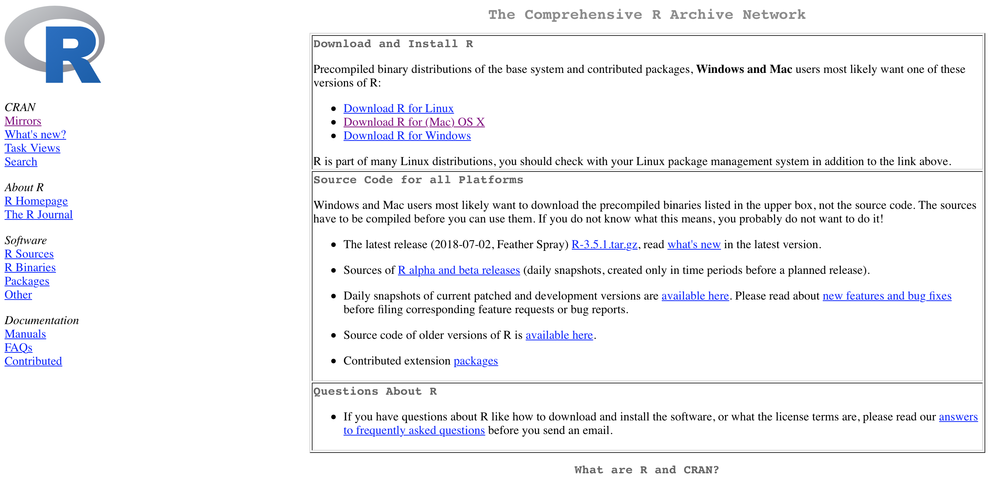 R
CRAN
Mirrors
What's new?
Task Views
Search
About R
R Homepage
The R Journal
Software
R Sources
R Binaries
Packages
Other
Documentation
Manuals
FAQs
Contributed
The Comprehensive R Archive Network
Download and Install R
Precompiled binary distributions of the base system and contributed packages, Windows and Mac users most likely want one of these
versions of R:
Download R for Linux
Download R for (Mac) OS X
Download R for Windows
R is part of many Linux distributions, you should check with your Linux package management system in addition to the link above.
Source Code for all Platforms
Windows and Mac users most likely want to download the precompiled binaries listed in the upper box, not the source code. The sources
have to be compiled before you can use them. If you do not know what this means, you probably do not want to do it!
The latest release (2018-07-02, Feather Spray) R-3.5.1.tar.gz, read what's new in the latest version.
Sources of R alpha and beta releases (daily snapshots, created only in time periods before a planned release).
Daily snapshots of current patched and development versions are available here. Please read about new features and bug fixes
before filing corresponding feature requests or bug reports.
Source code of older versions of R is available here.
Contributed extension packages
Questions About R
If you have questions about R like how to download and install the software, or what the license terms are, please read our answers
to frequently asked questions before you send an email.
What are R and CRAN?